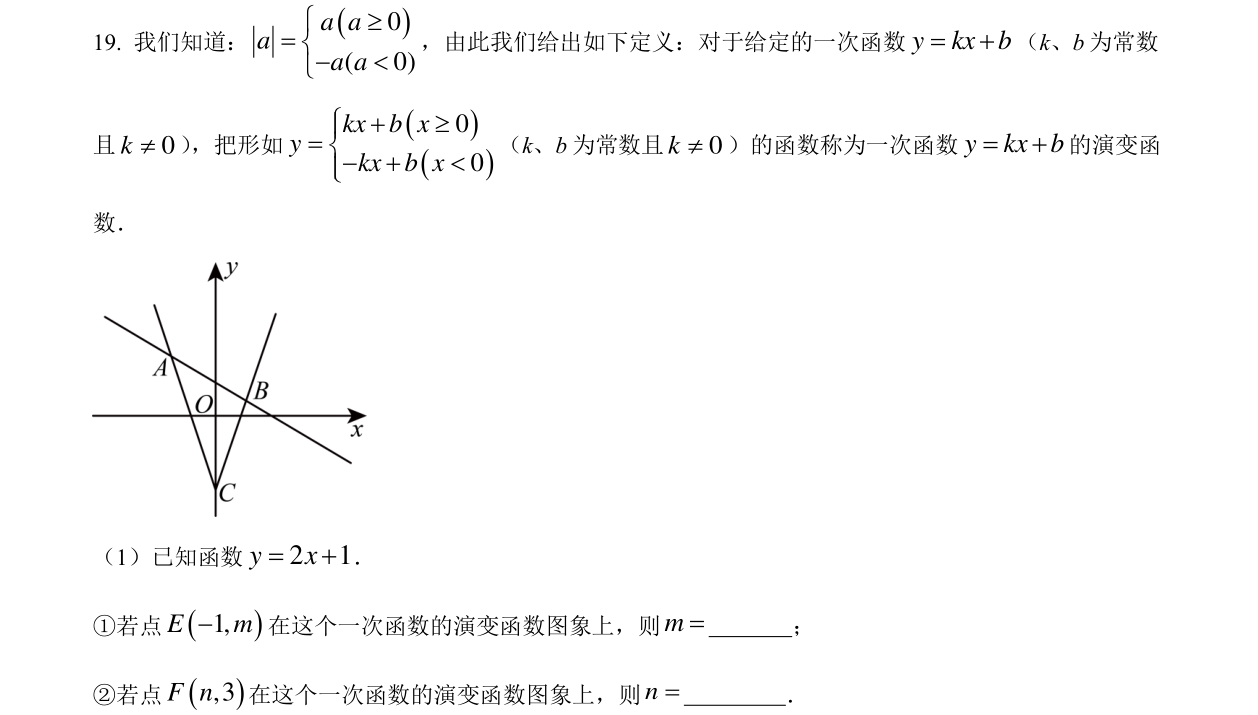 19. 我们知道：|a| = { a(a ≥ 0) -a(a < 0) ，由此我们给出如下定义：对于给定的一次函数 y = kx + b（k、b 为常数
且 k ≠ 0），把形如 y = { kx + b(x ≥ 0) -kx + b(x < 0) （k、b 为常数且 k ≠ 0）的函数称为一次函数 y = kx + b 的演变函
数．
y
A
B
O
x
C
（1）已知函数 y = 2x + 1．
①若点 E(-1, m) 在这个一次函数的演变函数图象上，则 m = _______；
②若点 F(n, 3) 在这个一次函数的演变函数图象上，则 n = _________．